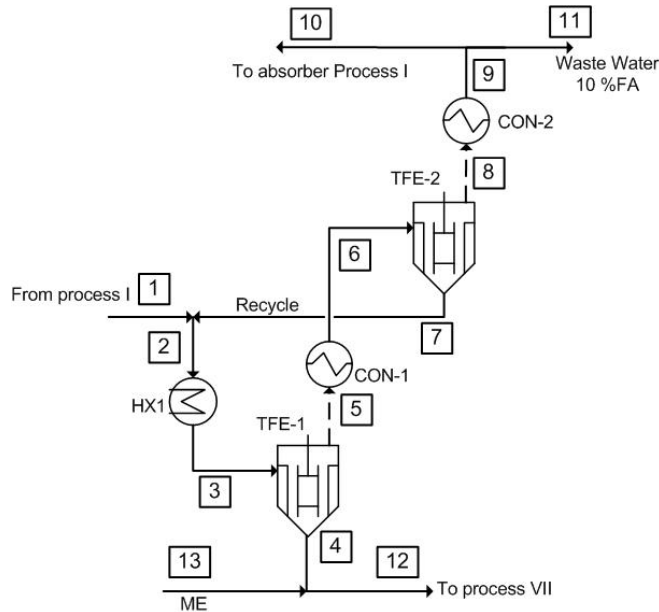 10
11
To absorber Process I
Waste Water
10 %FA
9
CON-2
8
TFE-2
6
1
From process I
Recycle
7
2
CON-1
HX1
5
TFE-1
3
4
13
12
ME
To process VII